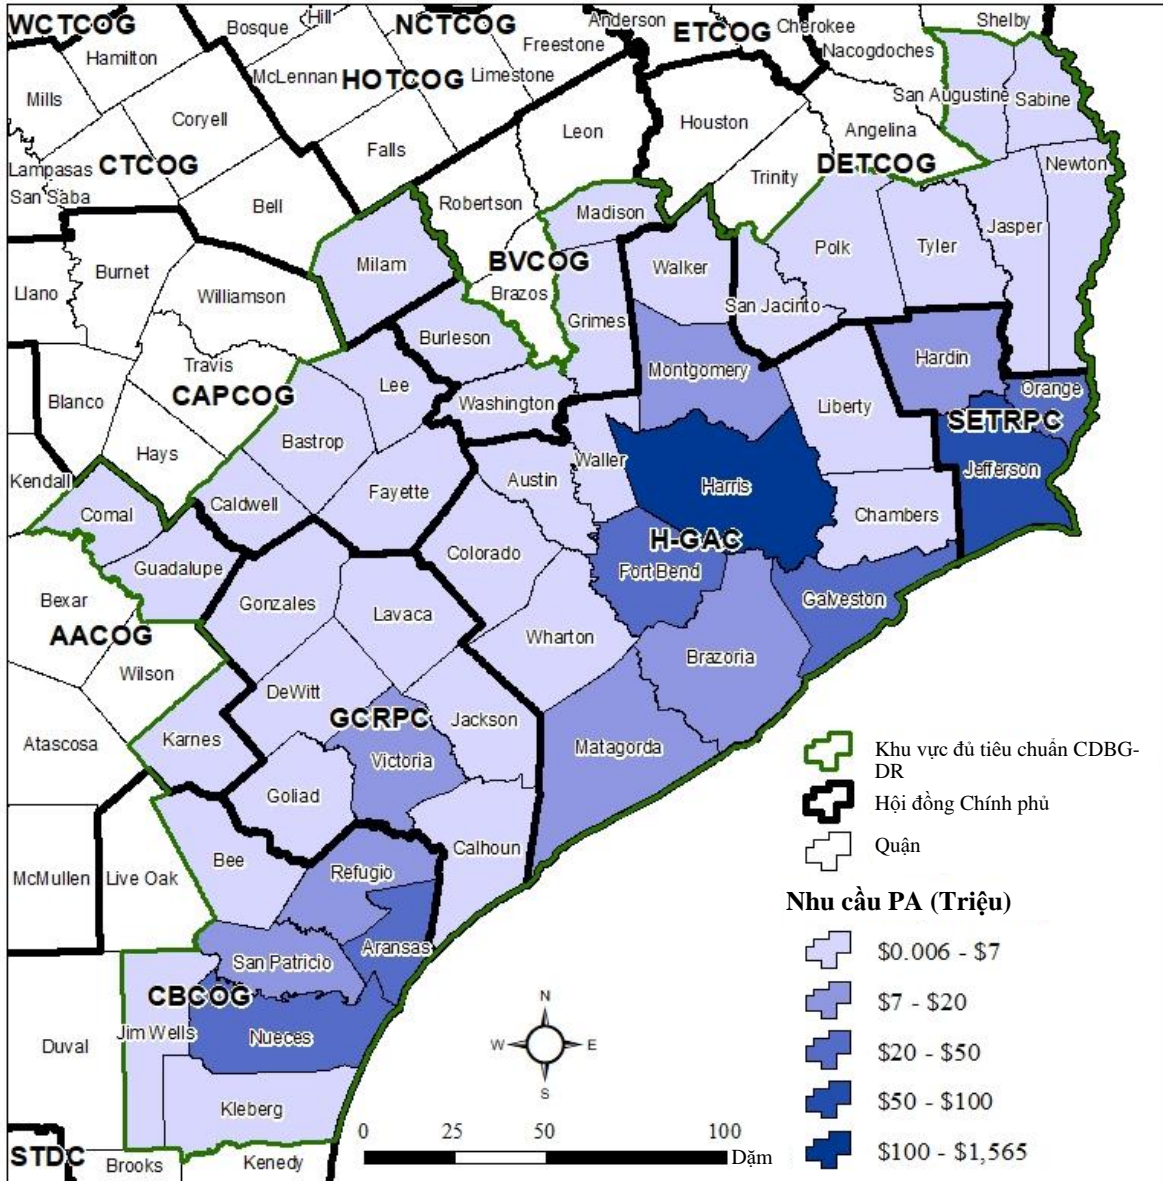 WCTCOG
Hill
Bosque
NCTCOG
Anderson
ETCOG
Cherokee
Shelby
Hamilton
Freestone
Nacogdoches
McLennan
HOTCOG
Limestone
San Augustine
Sabine
Mills
Coryell
Leon
Houston
Angelina
Falls
DETCOG
Newton
Lampasas
CTCOG
Trinity
San Saba
Bell
Robertson
Madison
Jasper
Polk
Tyler
Milam
BVCOG
Walker
Burnet
Llano
Williamson
Brazos
San Jacinto
Grimes
Burleson
Hardin
Travis
Montgomery
Lee
Orange
CAPCOG
Blanco
Washington
Liberty
SETRPC
Bastrop
Hays
Waller
Jefferson
Kendall
Austin
Harris
Fayette
Caldwell
Comal
Chambers
H-GAC
Colorado
Guadalupe
Fort Bend
Bexar
Gonzales
Lavaca
Galveston
AACOG
Wharton
Brazoria
Wilson
DeWitt
GCRPC
Jackson
Karnes
Atascosa
Victoria
Matagorda
Goliad
Calhoun
Bee
McMullen
Live Oak
Refugio
Aransas
San Patricio
CBCOG
Jim Wells
Nueces
Duval
Kleberg
STDC
Brooks
Kenedy
N
W
E
S
0
25
50
100
Dặm
Khu vực đủ tiêu chuẩn CDBG-
DR
Hội đồng Chính phủ
Quận
Nhu cầu PA (Triệu)
$0.006 - $7
$7 - $20
$20 - $50
$50 - $100
$100 - $1,565